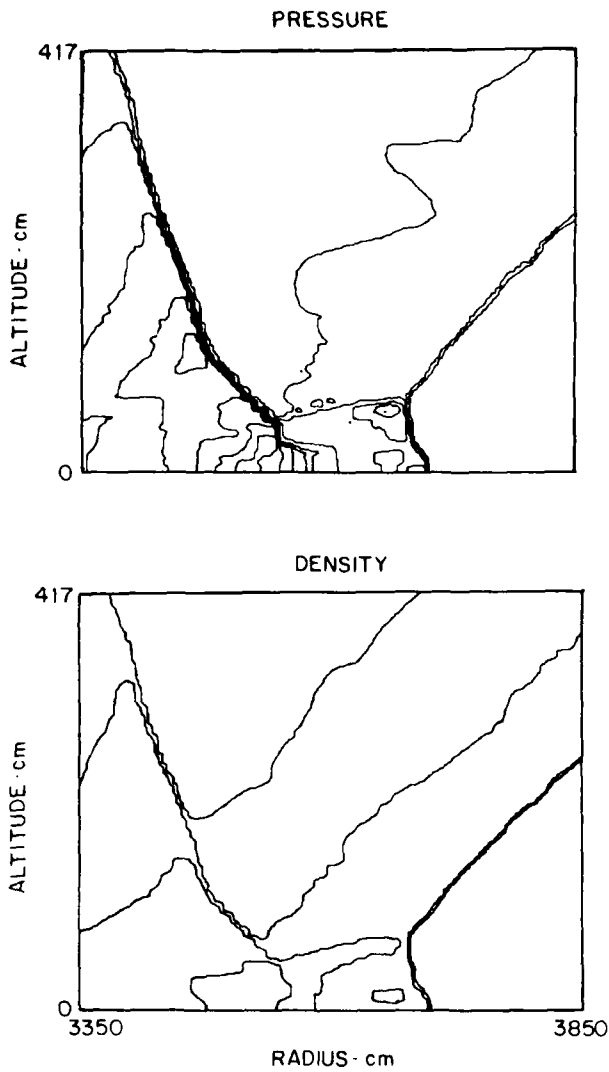 PRESSURE
417
ALTITUDE - cm
0
DENSITY
417
ALTITUDE - cm
0
3350 3850
RADIUS - cm